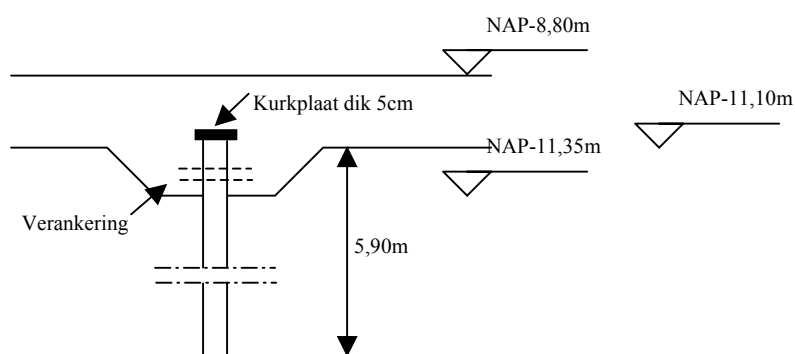 NAP-8,80m
Kurkplaat dik 5cm
NAP-11,10m
NAP-11,35m
Verankering
5,90m